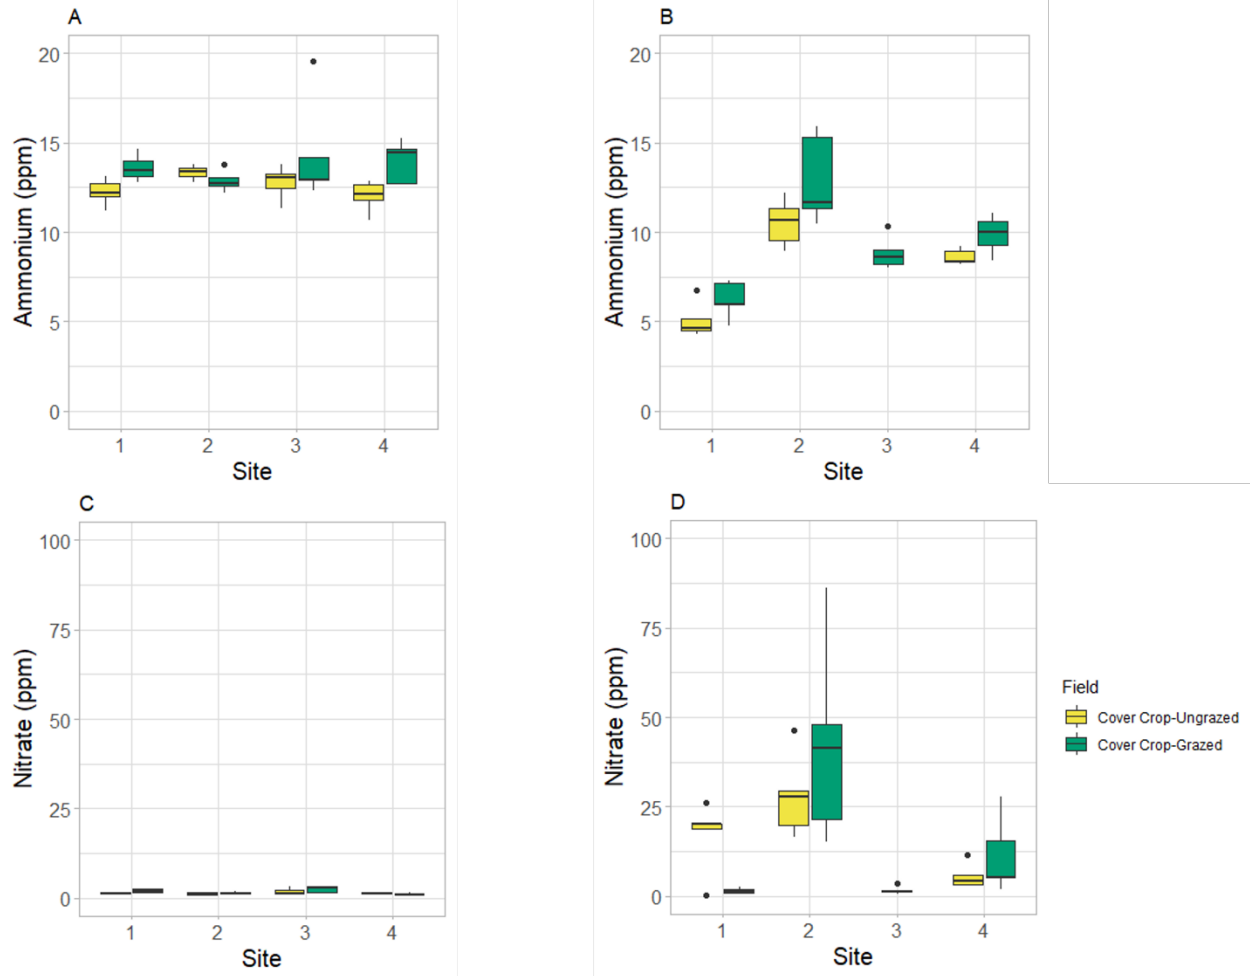 A
20
15
10
5
0
Ammonium (ppm)
1 2 3 4
Site
B
20
15
10
5
0
Ammonium (ppm)
1 2 3 4
Site
C
100
75
50
25
0
Nitrate (ppm)
1 2 3 4
Site
D
100
75
50
25
0
Nitrate (ppm)
1 2 3 4
Site
Field
Cover Crop-Ungrazed
Cover Crop-Grazed